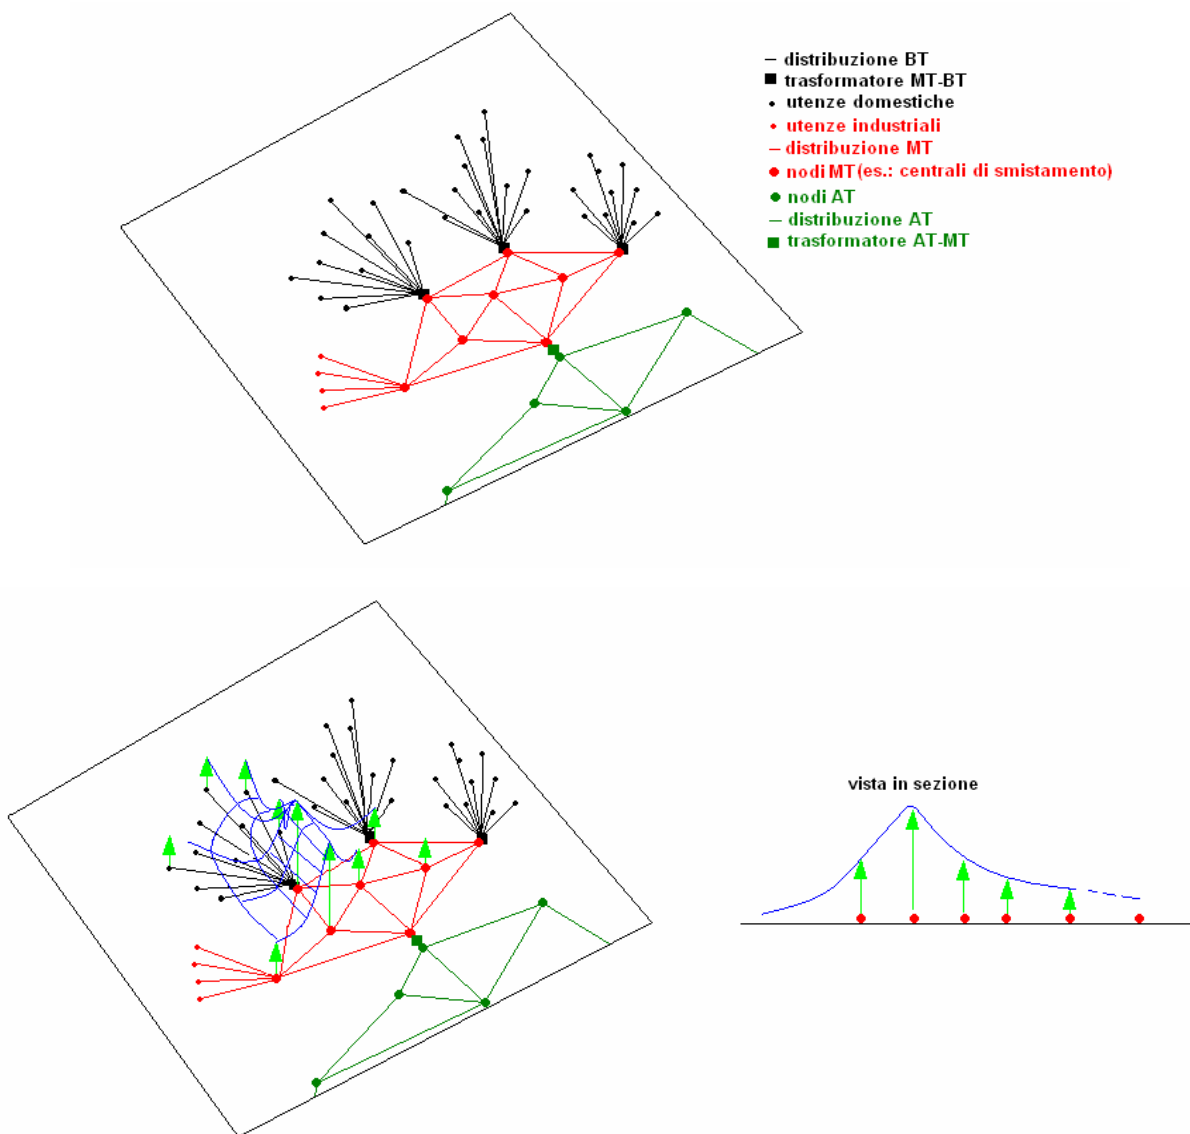 distribuzione BT
trasformatore MT-BT
utenze domestiche
utenze industriali
distribuzione MT
nodi MT(es.: centrali di smistamento)
nodi AT
distribuzione AT
trasformatore AT-MT
vista in sezione